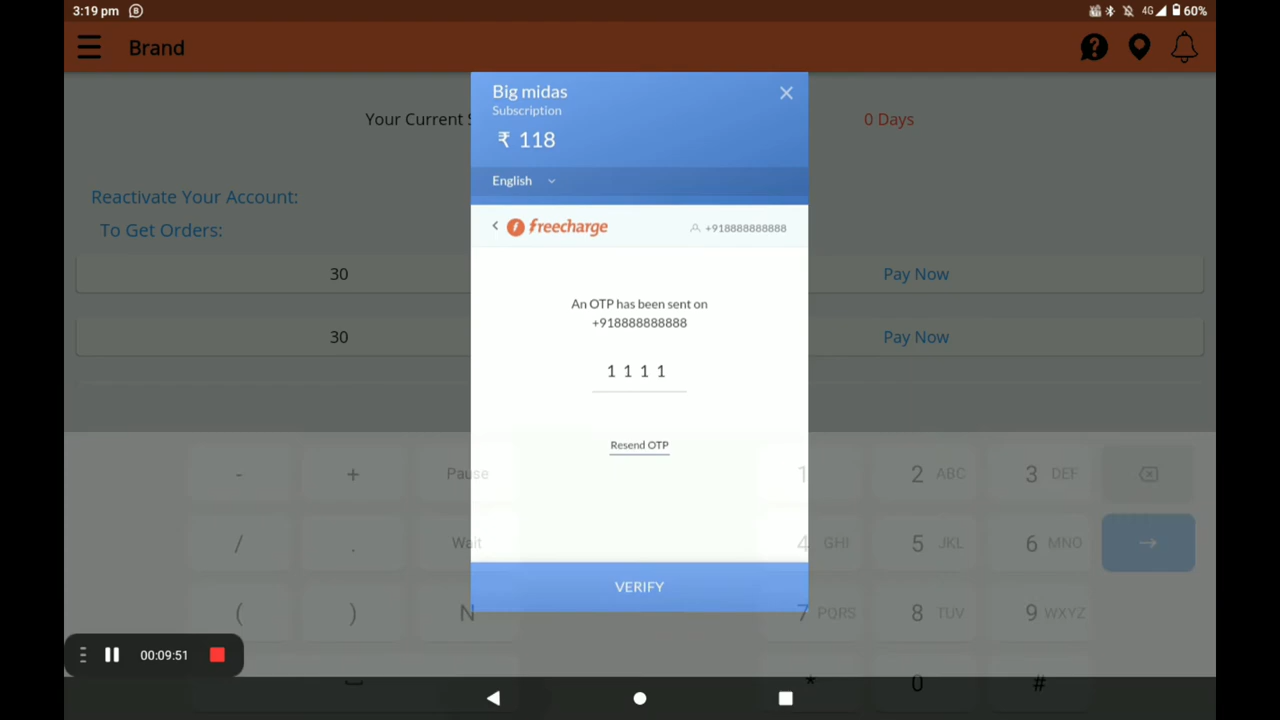 3:19 pm
4G 60%
Brand
Big midas
Subscription
₹ 118
English
Your Current S
0 Days
Reactivate Your Account:
To Get Orders:
freecharge
+918888888888
30
Pay Now
30
Pay Now
An OTP has been sent on
+918888888888
1 1 1 1
Resend OTP
- + Pause 1 2 ABC 3 DEF
/ . Wait 4 GHI 5 JKL 6 MNO
VERIFY
( ) N 7 PQRS 8 TUV 9 WXYZ
00:09:51
* 0 #